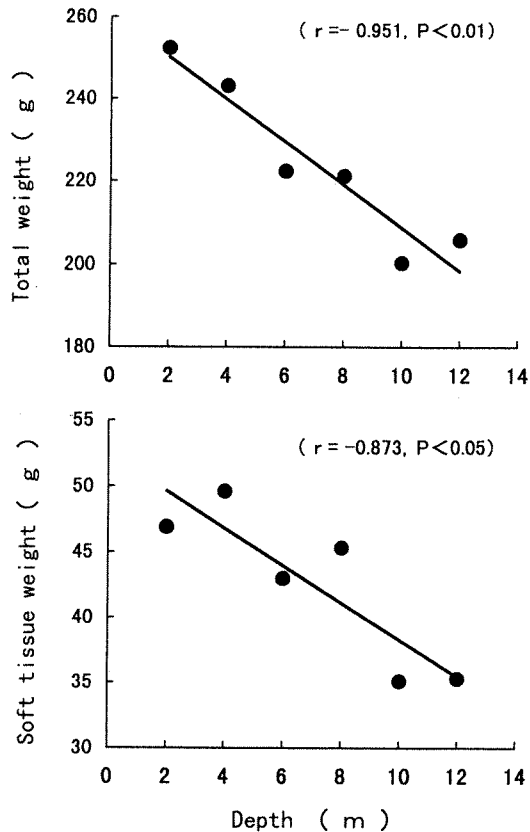 ( r =- 0.951, P<0.01)
Total weight ( g )
260
240
220
200
180
0 2 4 6 8 10 12 14
( r = -0.873, P<0.05)
Soft tissue weight ( g )
55
50
45
40
35
30
0 2 4 6 8 10 12 14
Depth ( m )